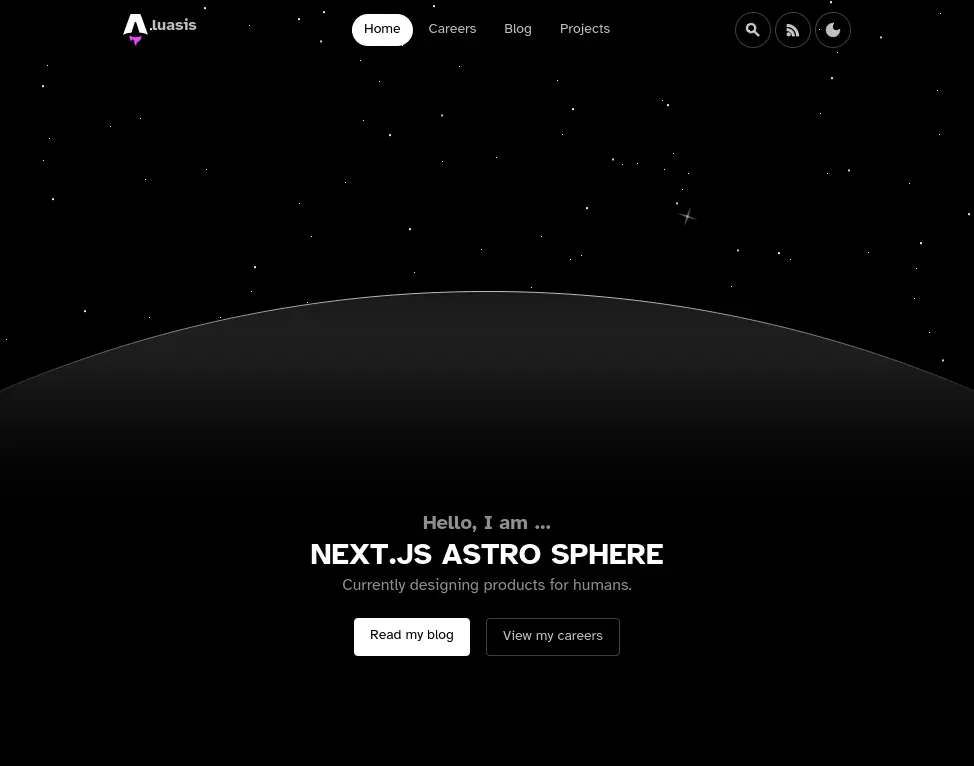 .luasis
Home
Careers
Blog
Projects
Hello, I am ...
NEXT.JS ASTRO SPHERE
Currently designing products for humans.
Read my blog
View my careers